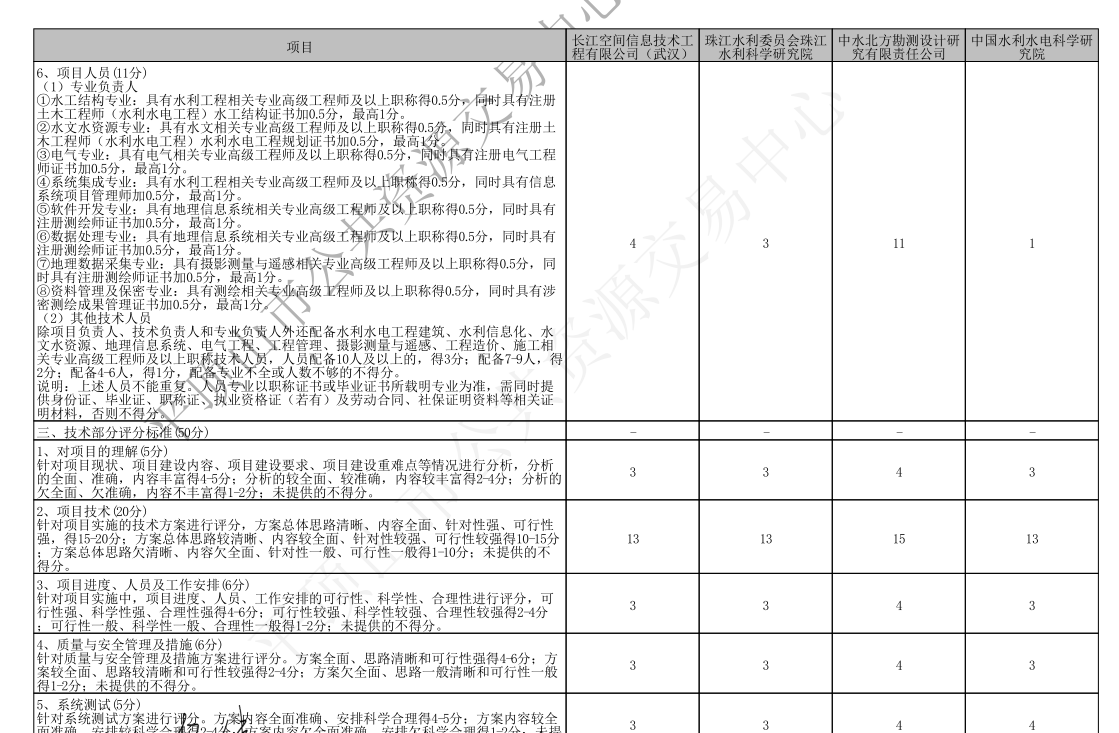 项目
长江空间信息技术工
程有限公司（武汉）
珠江水利委员会珠江
水利科学研究院
中水北方勘测设计研
究有限责任公司
中国水利水电科学研
究院
6、项目人员(11分)
（1）专业负责人
①水工结构专业：具有水利工程相关专业高级工程师及以上职称得0.5分，同时具有注册
土木工程师（水利水电工程）水工结构证书加0.5分，最高1分。
②水文水资源专业：具有水文相关专业高级工程师及以上职称得0.5分，同时具有注册土
木工程师（水利水电工程）水利水电工程规划证书加0.5分，最高1分。
③电气专业：具有电气相关专业高级工程师及以上职称得0.5分，同时具有注册电气工程
师证书加0.5分，最高1分。
④系统集成专业：具有水利工程相关专业高级工程师及以上职称得0.5分，同时具有信息
系统项目管理师加0.5分，最高1分。
⑤软件开发专业：具有地理信息系统相关专业高级工程师及以上职称得0.5分，同时具有
注册测绘师证书加0.5分，最高1分。
⑥数据处理专业：具有地理信息系统相关专业高级工程师及以上职称得0.5分，同时具有
注册测绘师证书加0.5分，最高1分。
⑦地理数据采集专业：具有摄影测量与遥感相关专业高级工程师及以上职称得0.5分，同
时具有注册测绘师证书加0.5分，最高1分。
⑧资料管理及保密专业：具有测绘相关专业高级工程师及以上职称得0.5分，同时具有涉
密测绘成果管理证书加0.5分，最高1分。
（2）其他技术人员
除项目负责人、技术负责人和专业负责人外还配备水利水电工程建筑、水利信息化、水
文水资源、地理信息系统、电气工程、工程管理、摄影测量与遥感、工程造价、施工相
关专业高级工程师及以上职称技术人员，人员配备10人及以上的，得3分；配备7-9人，得
2分；配备4-6人，得1分，配备专业不全或人数不够的不得分。
说明：上述人员不能重复。人员专业以职称证书或毕业证书所载明专业为准，需同时提
供身份证、毕业证、职称证、执业资格证（若有）及劳动合同、社保证明资料等相关证
明材料，否则不得分。
4
3
11
1
三、技术部分评分标准(50分)
－
－
－
－
1、对项目的理解(5分)
针对项目现状、项目建设内容、项目建设要求、项目建设重难点等情况进行分析，分析
的全面、准确，内容丰富得4-5分；分析的较全面、较准确，内容较丰富得2-4分；分析的
欠全面、欠准确，内容不丰富得1-2分；未提供的不得分。
3
3
4
3
2、项目技术(20分)
针对项目实施的技术方案进行评分，方案总体思路清晰、内容全面、针对性强、可行性
强，得15-20分；方案总体思路较清晰、内容较全面、针对性较强、可行性较强得10-15分
；方案总体思路欠清晰、内容欠全面、针对性一般、可行性一般得1-10分；未提供的不
得分。
13
13
15
13
3、项目进度、人员及工作安排(6分)
针对项目实施中，项目进度、人员、工作安排的可行性、科学性、合理性进行评分，可
行性强、科学性强、合理性强得4-6分；可行性较强、科学性较强、合理性较强得2-4分
；可行性一般、科学性一般、合理性一般得1-2分；未提供的不得分。
3
3
4
3
4、质量与安全管理及措施(6分)
针对质量与安全管理及措施方案进行评分。方案全面、思路清晰和可行性强得4-6分；方
案较全面、思路较清晰和可行性较强得2-4分；方案欠全面、思路一般清晰和可行性一般
得1-2分；未提供的不得分。
3
3
4
3
5、系统测试(5分)
针对系统测试方案进行评分。方案内容全面准确、安排科学合理得4-5分；方案内容较全
面准确、安排较科学合理得2-4分；方案内容欠全面准确、安排欠科学合理得1-2分；未提
3
3
4
4
平顶山市公共资源交易中心
平顶山市公共资源交易中心